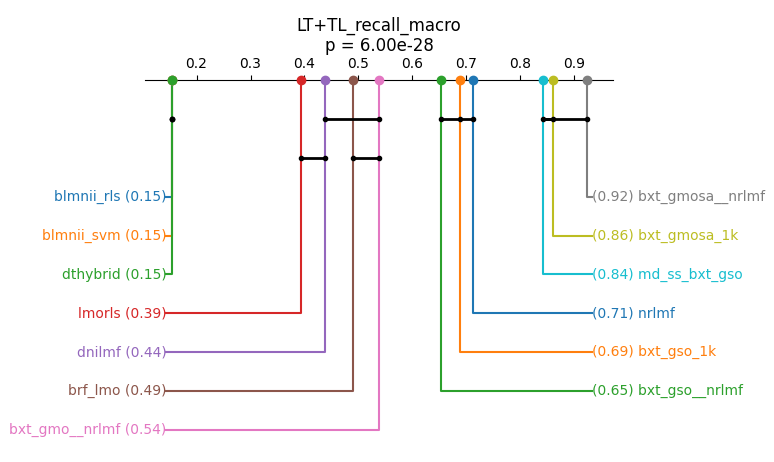 LT+TL_recall_macro
p = 6.00e-28
0.2 0.3 0.4 0.5 0.6 0.7 0.8 0.9
blmnii_rls (0.15)
(0.92) bxt_gmosa__nrlmf
blmnii_svm (0.15)
(0.86) bxt_gmosa_1k
dthybrid (0.15)
(0.84) md_ss_bxt_gso
lmorls (0.39)
(0.71) nrlmf
dnilmf (0.44)
(0.69) bxt_gso_1k
brf_lmo (0.49)
(0.65) bxt_gso__nrlmf
bxt_gmo__nrlmf (0.54)